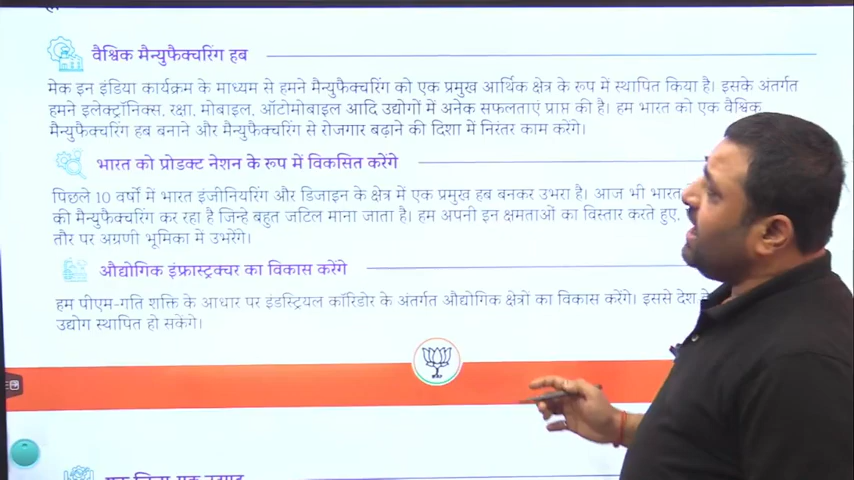 वैश्विक मैन्युफैक्चरिंग हब
मेक इन इंडिया कार्यक्रम के माध्यम से हमने मैन्युफैक्चरिंग को एक प्रमुख आर्थिक क्षेत्र के रूप में स्थापित किया है। इसके अंतर्गत
हमने इलेक्ट्रॉनिक्स, रक्षा, मोबाइल, ऑटोमोबाइल आदि उद्योगों में अनेक सफलताएं प्राप्त की है। हम भारत को एक वैश्विक
मैन्युफैक्चरिंग हब बनाने और मैन्युफैक्चरिंग से रोजगार बढ़ाने की दिशा में निरंतर काम करेंगे।
भारत को प्रोडक्ट नेशन के रूप में विकसित करेंगे
पिछले 10 वर्षों में भारत इंजीनियरिंग और डिजाइन के क्षेत्र में एक प्रमुख हब बनकर उभरा है। आज भी भारत
की मैन्युफैक्चरिंग कर रहा है जिन्हे बहुत जटिल माना जाता है। हम अपनी इन क्षमताओं का विस्तार करते हुए,
तौर पर अग्रणी भूमिका में उभरेंगे।
औद्योगिक इंफ्रास्ट्रक्चर का विकास करेंगे
हम पीएम-गति शक्ति के आधार पर इंडस्ट्रियल कॉरिडोर के अंतर्गत औद्योगिक क्षेत्रों का विकास करेंगे। इससे देश
उद्योग स्थापित हो सकेंगे।